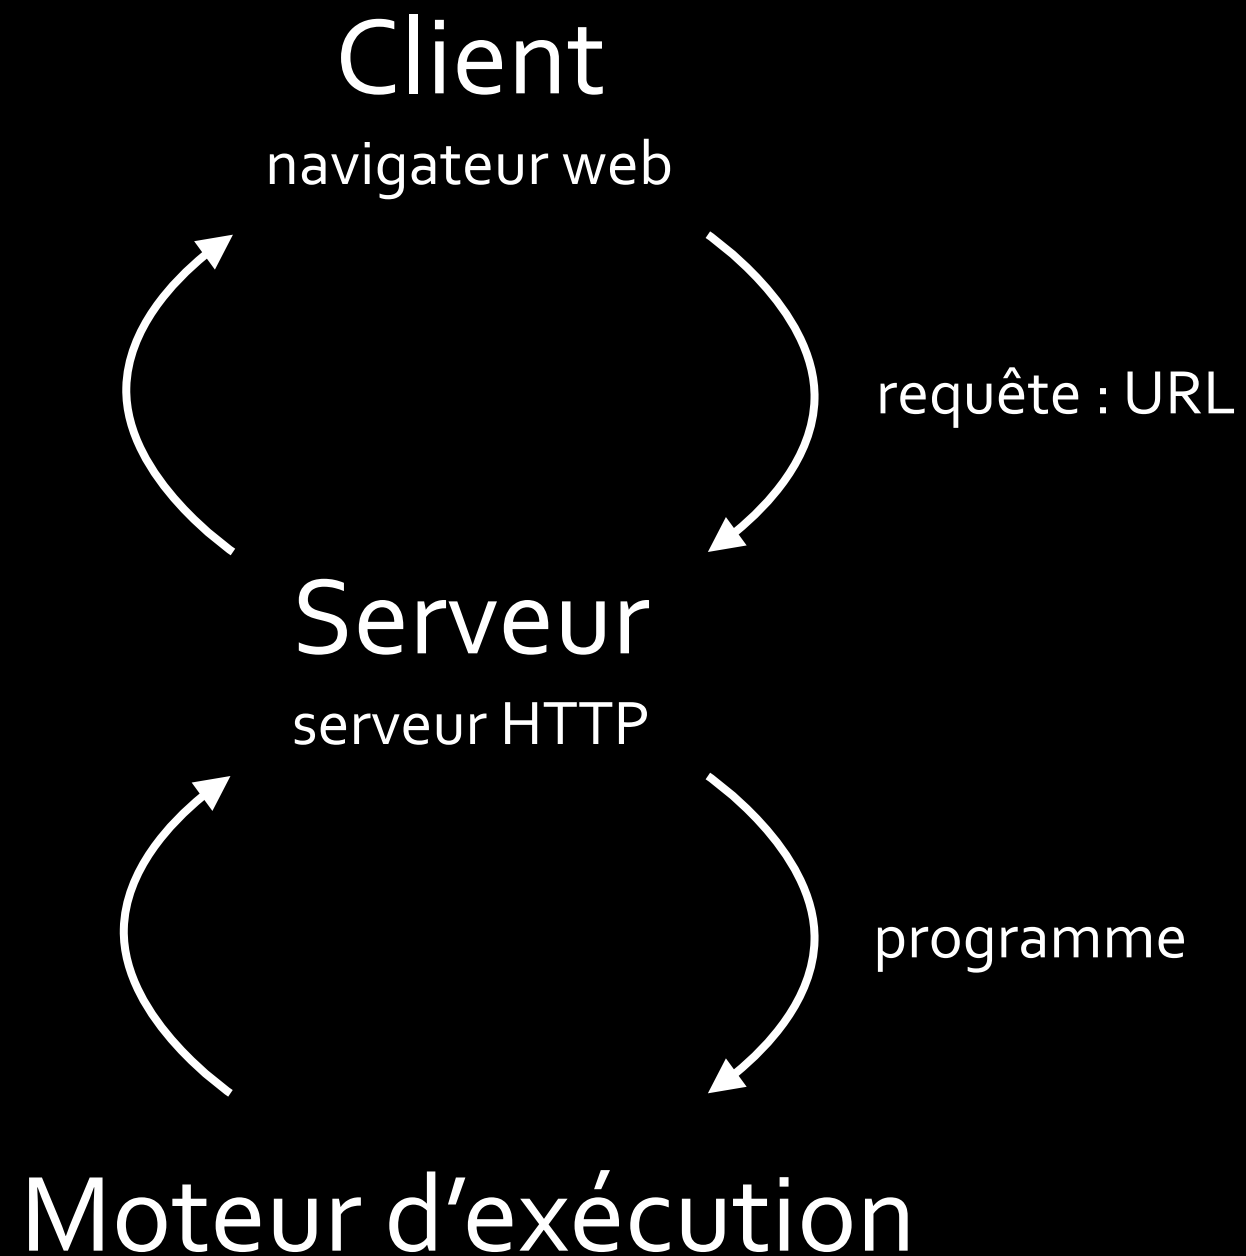 Client
navigateur web
requête : URL
Serveur
serveur HTTP
programme
Moteur d’exécution